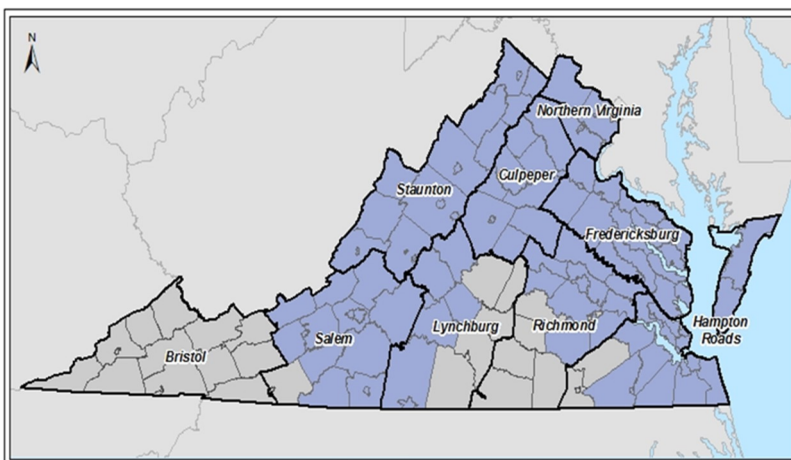 N
Northern Virginia
Culpeper
Staunton
Fredericksburg
Hampton
Roads
Richmond
Lynchburg
Salem
Bristol